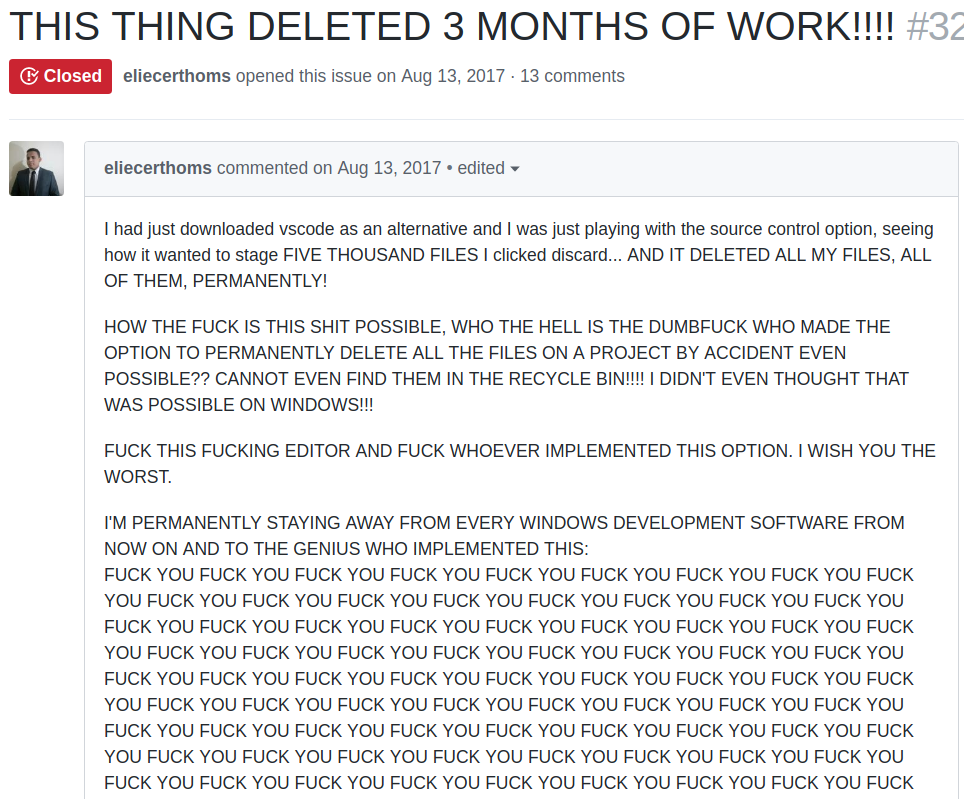 THIS THING DELETED 3 MONTHS OF WORK!!!! #32
Closed eliecerthoms opened this issue on Aug 13, 2017 · 13 comments
eliecerthoms commented on Aug 13, 2017 • edited
I had just downloaded vscode as an alternative and I was just playing with the source control option, seeing
how it wanted to stage FIVE THOUSAND FILES I clicked discard... AND IT DELETED ALL MY FILES, ALL
OF THEM, PERMANENTLY!
HOW THE FUCK IS THIS SHIT POSSIBLE, WHO THE HELL IS THE DUMBFUCK WHO MADE THE
OPTION TO PERMANENTLY DELETE ALL THE FILES ON A PROJECT BY ACCIDENT EVEN
POSSIBLE?? CANNOT EVEN FIND THEM IN THE RECYCLE BIN!!!! I DIDN'T EVEN THOUGHT THAT
WAS POSSIBLE ON WINDOWS!!!
FUCK THIS FUCKING EDITOR AND FUCK WHOEVER IMPLEMENTED THIS OPTION. I WISH YOU THE
WORST.
I'M PERMANENTLY STAYING AWAY FROM EVERY WINDOWS DEVELOPMENT SOFTWARE FROM
NOW ON AND TO THE GENIUS WHO IMPLEMENTED THIS:
FUCK YOU FUCK YOU FUCK YOU FUCK YOU FUCK YOU FUCK YOU FUCK YOU FUCK YOU FUCK
YOU FUCK YOU FUCK YOU FUCK YOU FUCK YOU FUCK YOU FUCK YOU FUCK YOU FUCK YOU
FUCK YOU FUCK YOU FUCK YOU FUCK YOU FUCK YOU FUCK YOU FUCK YOU FUCK YOU FUCK
YOU FUCK YOU FUCK YOU FUCK YOU FUCK YOU FUCK YOU FUCK YOU FUCK YOU FUCK YOU
FUCK YOU FUCK YOU FUCK YOU FUCK YOU FUCK YOU FUCK YOU FUCK YOU FUCK YOU FUCK
YOU FUCK YOU FUCK YOU FUCK YOU FUCK YOU FUCK YOU FUCK YOU FUCK YOU FUCK YOU
FUCK YOU FUCK YOU FUCK YOU FUCK YOU FUCK YOU FUCK YOU FUCK YOU FUCK YOU FUCK
YOU FUCK YOU FUCK YOU FUCK YOU FUCK YOU FUCK YOU FUCK YOU FUCK YOU FUCK YOU
FUCK YOU FUCK YOU FUCK YOU FUCK YOU FUCK YOU FUCK YOU FUCK YOU FUCK YOU FUCK